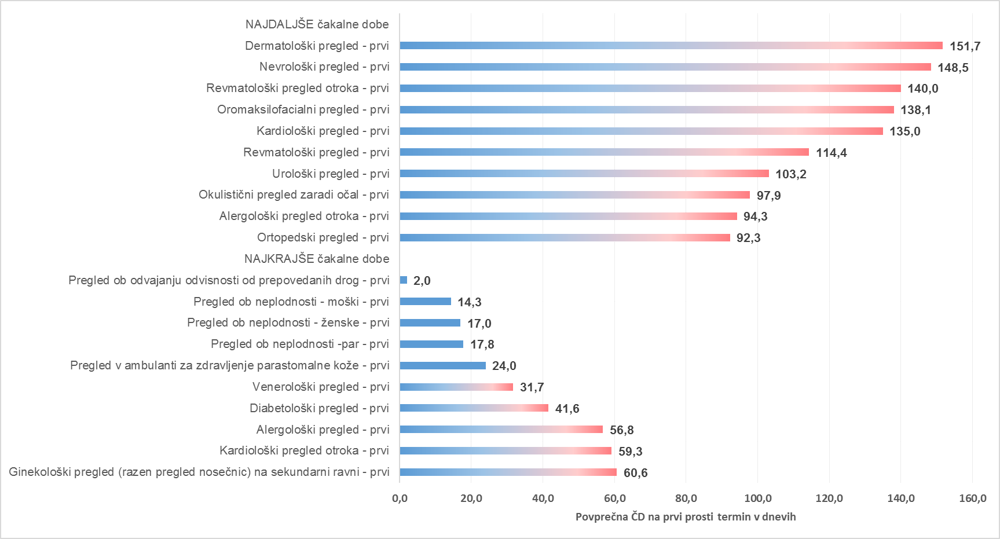 NAJDALJŠE čakalne dobe
Dermatološki pregled - prvi 151,7
Nevrološki pregled - prvi 148,5
Revmatološki pregled otroka - prvi 140,0
Oromaksilofacialni pregled - prvi 138,1
Kardiološki pregled - prvi 135,0
Revmatološki pregled - prvi 114,4
Urološki pregled - prvi 103,2
Okulistični pregled zaradi očal - prvi 97,9
Alergološki pregled otroka - prvi 94,3
Ortopedski pregled - prvi 92,3
NAJKRAJŠE čakalne dobe
Pregled ob odvajanju odvisnosti od prepovedanih drog - prvi 2,0
Pregled ob neplodnosti - moški - prvi 14,3
Pregled ob neplodnosti - ženske - prvi 17,0
Pregled ob neplodnosti -par - prvi 17,8
Pregled v ambulanti za zdravljenje parastomalne kože - prvi 24,0
Venerološki pregled - prvi 31,7
Diabetološki pregled - prvi 41,6
Alergološki pregled - prvi 56,8
Kardiološki pregled otroka - prvi 59,3
Ginekološki pregled (razen pregled nosečnic) na sekundarni ravni - prvi 60,6
0,0 20,0 40,0 60,0 80,0 100,0 120,0 140,0 160,0
Povprečna ČD na prvi prosti termin v dnevih